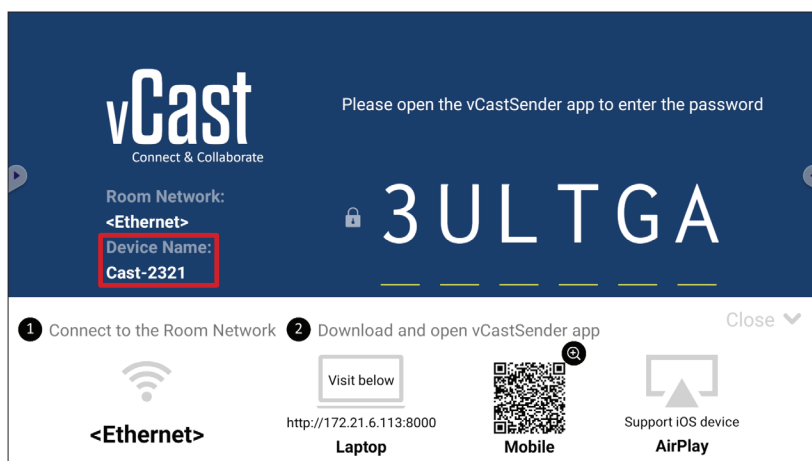 vCast
Connect & Collaborate
Please open the vCastSender app to enter the password
Room Network:
<Ethernet>
Device Name:
Cast-2321
3ULTGA
1 Connect to the Room Network
2 Download and open vCastSender app
Close
Visit below
http://172.21.6.113:8000
Laptop
Mobile
Support iOS device
AirPlay
<Ethernet>